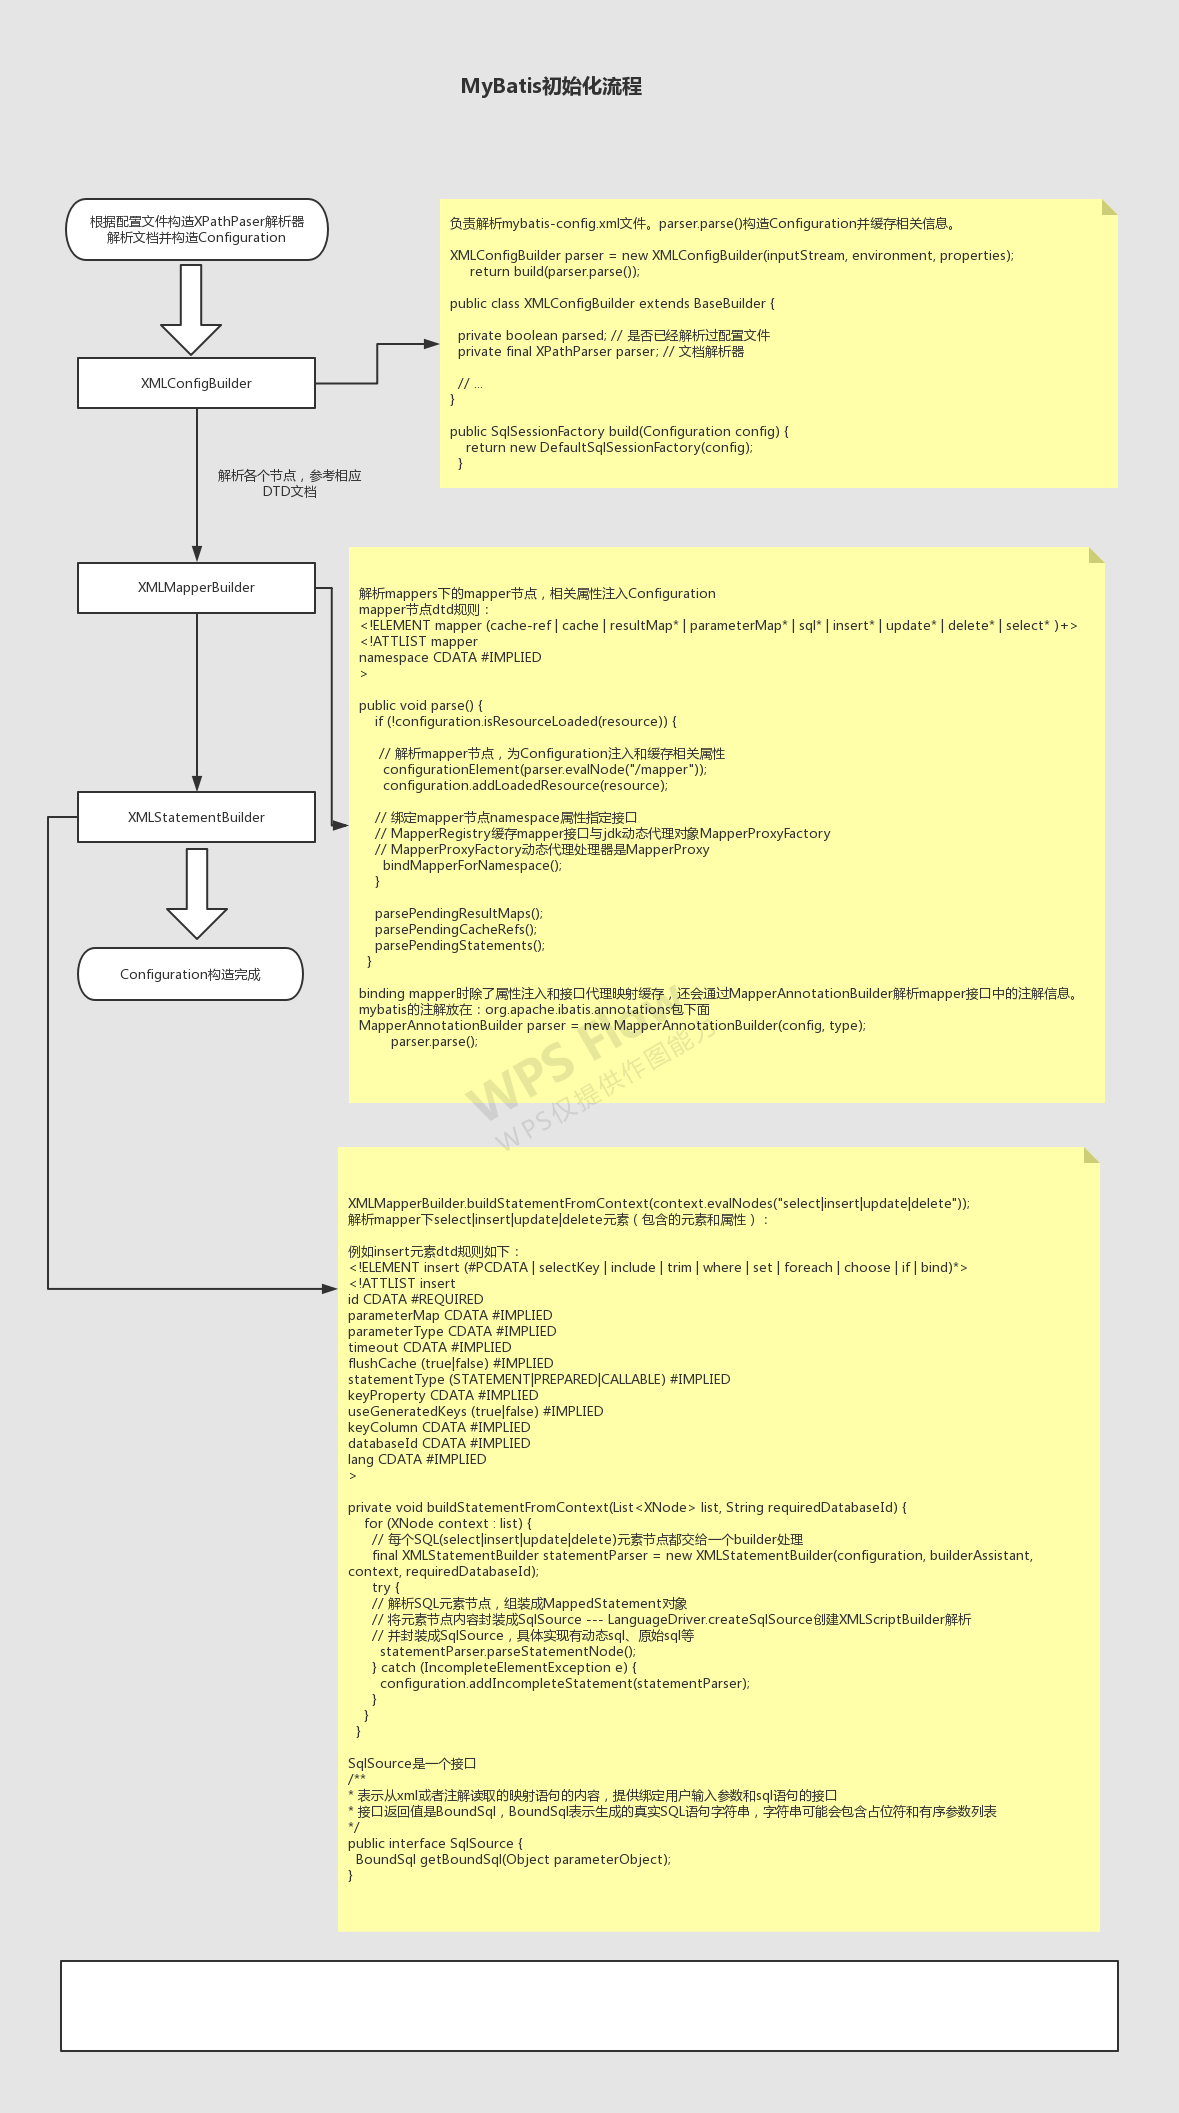 MyBatis初始化流程
根据配置文件构造XPathPaser解析器
解析文档并构造Configuration
XMLConfigBuilder
解析各个节点，参考相应
DTD文档
XMLMapperBuilder
XMLStatementBuilder
Configuration构造完成
负责解析mybatis-config.xml文件。parser.parse()构造Configuration并缓存相关信息。
XMLConfigBuilder parser = new XMLConfigBuilder(inputStream, environment, properties);
return build(parser.parse());
public class XMLConfigBuilder extends BaseBuilder {
private boolean parsed; // 是否已经解析过配置文件
private final XPathParser parser; // 文档解析器
// ...
}
public SqlSessionFactory build(Configuration config) {
return new DefaultSqlSessionFactory(config);
}
解析mappers下的mapper节点，相关属性注入Configuration
mapper节点dtd规则：
<!ELEMENT mapper (cache-ref | cache | resultMap* | parameterMap* | sql* | insert* | update* | delete* | select* )+>
<!ATTLIST mapper
namespace CDATA #IMPLIED
>
public void parse() {
if (!configuration.isResourceLoaded(resource)) {
// 解析mapper节点，为Configuration注入和缓存相关属性
configurationElement(parser.evalNode("/mapper"));
configuration.addLoadedResource(resource);
// 绑定mapper节点namespace属性指定接口
// MapperRegistry缓存mapper接口与jdk动态代理对象MapperProxyFactory
// MapperProxyFactory动态代理处理器是MapperProxy
bindMapperForNamespace();
}
parsePendingResultMaps();
parsePendingCacheRefs();
parsePendingStatements();
}
binding mapper时除了属性注入和接口代理映射缓存，还会通过MapperAnnotationBuilder解析mapper接口中的注解信息。
mybatis的注解放在：org.apache.ibatis.annotations包下面
MapperAnnotationBuilder parser = new MapperAnnotationBuilder(config, type);
parser.parse();
WPS Flow
WPS仅提供作图能力
XMLMapperBuilder.buildStatementFromContext(context.evalNodes("select|insert|update|delete"));
解析mapper下select|insert|update|delete元素（包含的元素和属性）：
例如insert元素dtd规则如下：
<!ELEMENT insert (#PCDATA | selectKey | include | trim | where | set | foreach | choose | if | bind)*>
<!ATTLIST insert
id CDATA #REQUIRED
parameterMap CDATA #IMPLIED
parameterType CDATA #IMPLIED
timeout CDATA #IMPLIED
flushCache (true|false) #IMPLIED
statementType (STATEMENT|PREPARED|CALLABLE) #IMPLIED
keyProperty CDATA #IMPLIED
useGeneratedKeys (true|false) #IMPLIED
keyColumn CDATA #IMPLIED
databaseId CDATA #IMPLIED
lang CDATA #IMPLIED
>
private void buildStatementFromContext(List<XNode> list, String requiredDatabaseId) {
for (XNode context : list) {
// 每个SQL(select|insert|update|delete)元素节点都交给一个builder处理
final XMLStatementBuilder statementParser = new XMLStatementBuilder(configuration, builderAssistant,
context, requiredDatabaseId);
try {
// 解析SQL元素节点，组装成MappedStatement对象
// 将元素节点内容封装成SqlSource --- LanguageDriver.createSqlSource创建XMLScriptBuilder解析
// 并封装成SqlSource，具体实现有动态sql、原始sql等
statementParser.parseStatementNode();
} catch (IncompleteElementException e) {
configuration.addIncompleteStatement(statementParser);
}
}
}
SqlSource是一个接口
/**
* 表示从xml或者注解读取的映射语句的内容，提供绑定用户输入参数和sql语句的接口
* 接口返回值是BoundSql，BoundSql表示生成的真实SQL语句字符串，字符串可能会包含占位符和有序参数列表
*/
public interface SqlSource {
BoundSql getBoundSql(Object parameterObject);
}